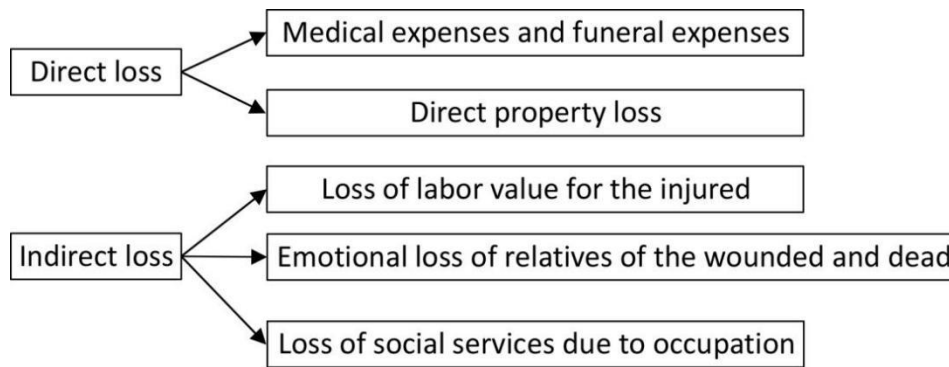 Medical expenses and funeral expenses
Direct loss
Direct property loss
Loss of labor value for the injured
Indirect loss
Emotional loss of relatives of the wounded and dead
Loss of social services due to occupation